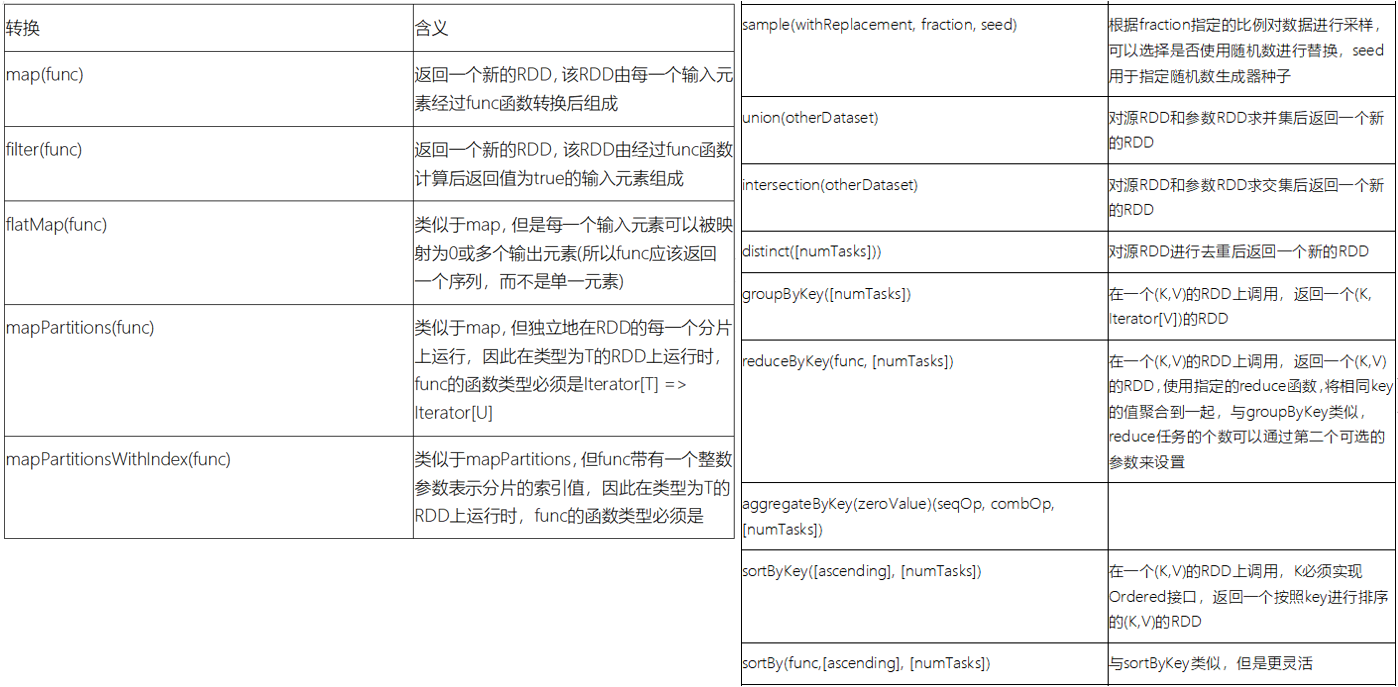 转换
含义
map(func)
返回一个新的RDD，该RDD由每一个输入元
素经过func函数转换后组成
filter(func)
返回一个新的RDD，该RDD由经过func函数
计算后返回值为true的输入元素组成
flatMap(func)
类似于map，但是每一个输入元素可以被映
射为0或多个输出元素(所以func应该返回
一个序列，而不是单一元素)
mapPartitions(func)
类似于map，但独立地在RDD的每一个分片
上运行，因此在类型为T的RDD上运行时，
func的函数类型必须是Iterator[T] =>
Iterator[U]
mapPartitionsWithIndex(func)
类似于mapPartitions，但func带有一个整数
参数表示分片的索引值，因此在类型为T的
RDD上运行时，func的函数类型必须是
sample(withReplacement, fraction, seed)
根据fraction指定的比例对数据进行采样，
可以选择是否使用随机数进行替换，seed
用于指定随机数生成器种子
union(otherDataset)
对源RDD和参数RDD求并集后返回一个新
的RDD
intersection(otherDataset)
对源RDD和参数RDD求交集后返回一个新
的RDD
distinct([numTasks]))
对源RDD进行去重后返回一个新的RDD
groupByKey([numTasks])
在一个(K,V)的RDD上调用，返回一个(K,
Iterator[V])的RDD
reduceByKey(func, [numTasks])
在一个(K,V)的RDD上调用，返回一个(K,V)
的RDD，使用指定的reduce函数，将相同key
的值聚合到一起，与groupByKey类似，
reduce任务的个数可以通过第二个可选的
参数来设置
aggregateByKey(zeroValue)(seqOp, combOp,
[numTasks])
sortByKey([ascending], [numTasks])
在一个(K,V)的RDD上调用，K必须实现
Ordered接口，返回一个按照key进行排序
的(K,V)的RDD
sortBy(func,[ascending], [numTasks])
与sortByKey类似，但是更灵活